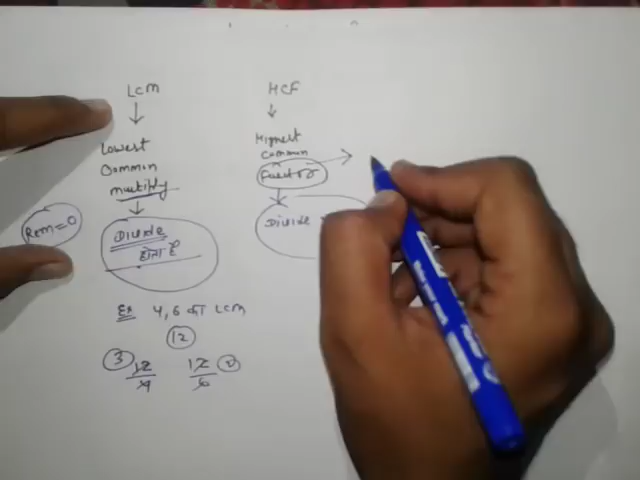 LCM
HCF
Lowest
Common
multiply
Highest
common
Factor
Rem=0
Divide
होता है
Divide
Ex 4, 6 का LCM
12
3 12/4 12/6 2